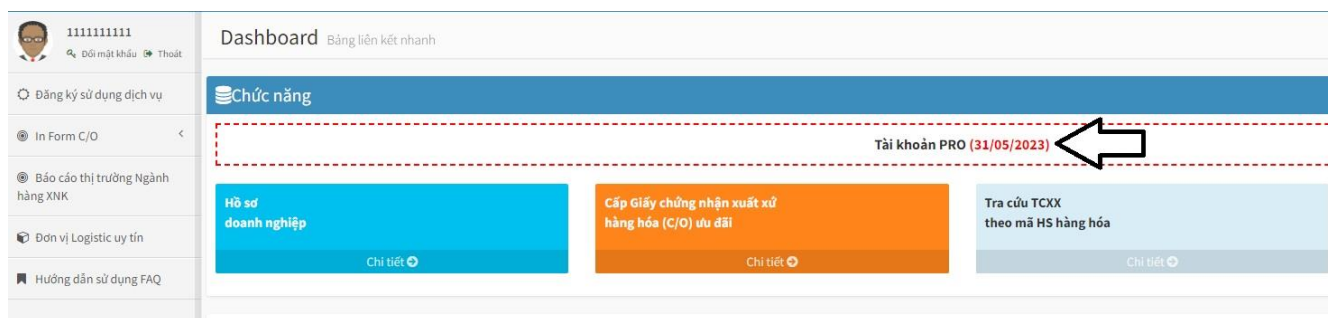 1111111111
Đổi mật khẩu Thoát
Đăng ký sử dụng dịch vụ
In Form C/O
Báo cáo thị trường Ngành
hàng XNK
Đơn vị Logistic uy tín
Hướng dẫn sử dụng FAQ
Dashboard Bảng liên kết nhanh
Chức năng
Tài khoản PRO (31/05/2023)
Hồ sơ
doanh nghiệp
Chi tiết
Cấp Giấy chứng nhận xuất xứ
hàng hóa (C/O) ưu đãi
Chi tiết
Tra cứu TCXX
theo mã HS hàng hóa
Chi tiết